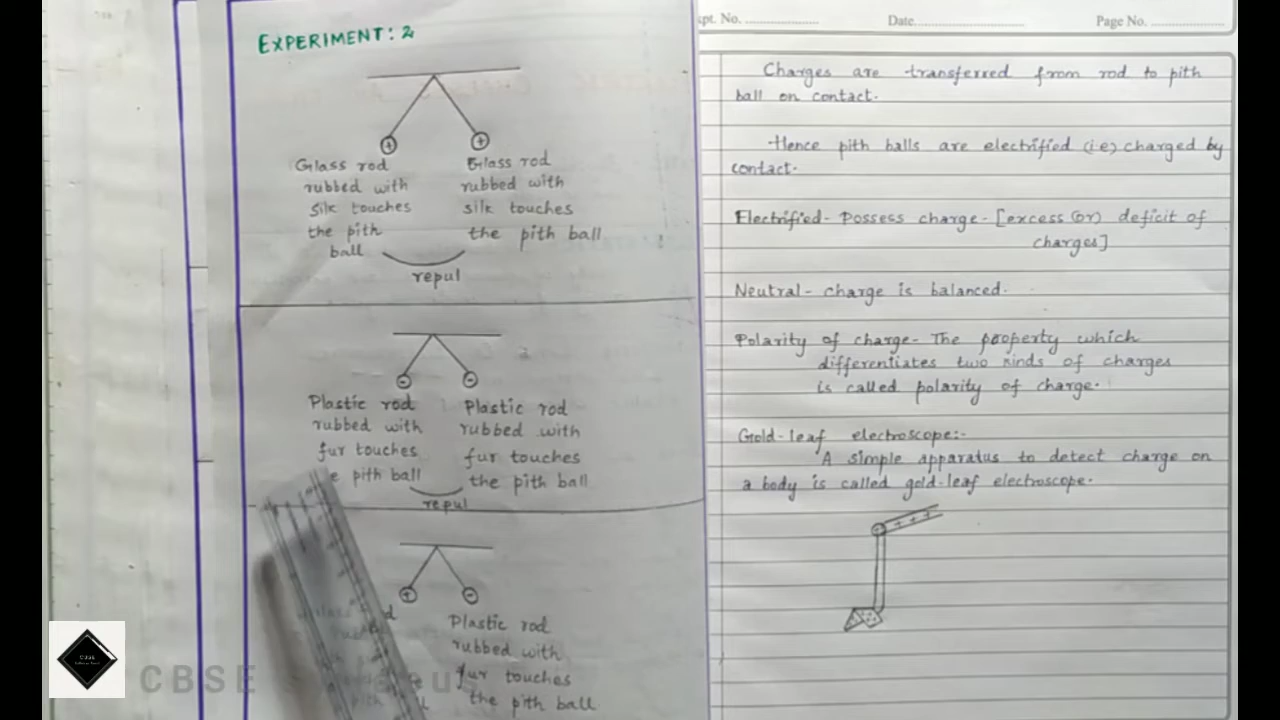 EXPERIMENT: 2
+ +
Glass rod
rubbed with
silk touches
the pith
ball
Glass rod
rubbed with
silk touches
the pith ball
repul
- -
Plastic rod
rubbed with
fur touches
e pith ball
Plastic rod
rubbed with
fur touches
the pith ball
repul
+ -
Plastic rod
rubbed with
fur touches
the pith ball
pt. No. Date Page No.
Charges are transferred from rod to pith
ball on contact.
Hence pith balls are electrified (i.e) charged by
contact.
Electrified- Possess charge- [excess (or) deficit of
charges]
Neutral- charge is balanced.
Polarity of charge- The property which
differentiates two kinds of charges
is called polarity of charge.
Gold-leaf electroscope:-
A simple apparatus to detect charge on
a body is called gold-leaf electroscope.
+ + + +
CBSE
CBSE